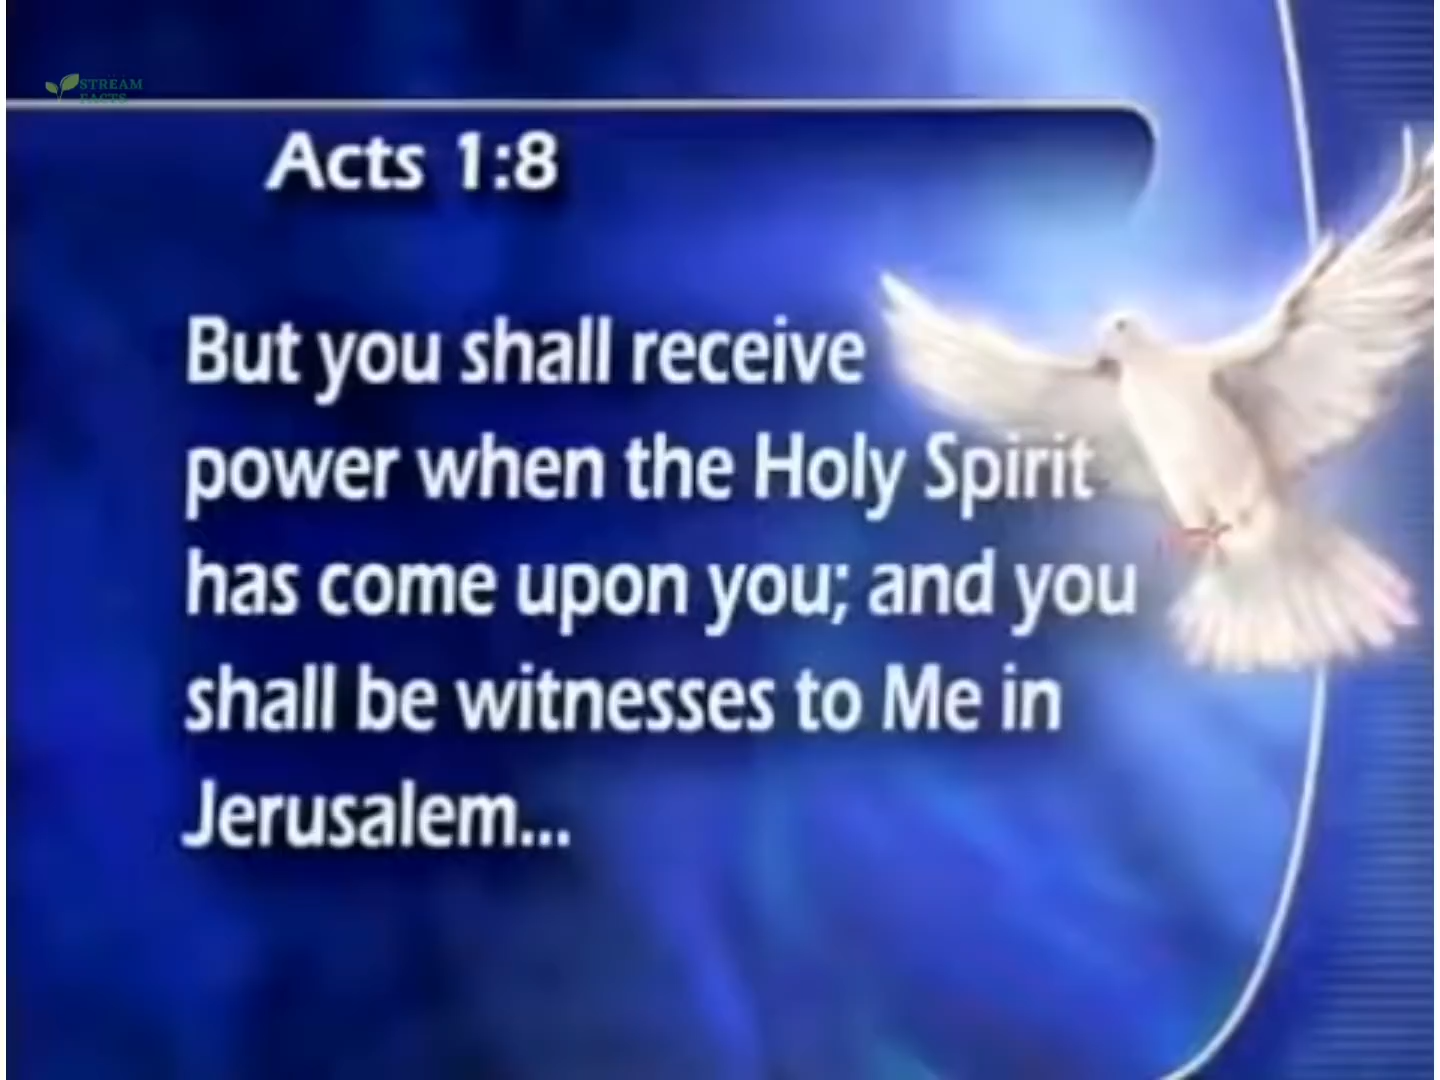 STREAM
FACTS
Acts 1:8
But you shall receive
power when the Holy Spirit
has come upon you; and you
shall be witnesses to Me in
Jerusalem...